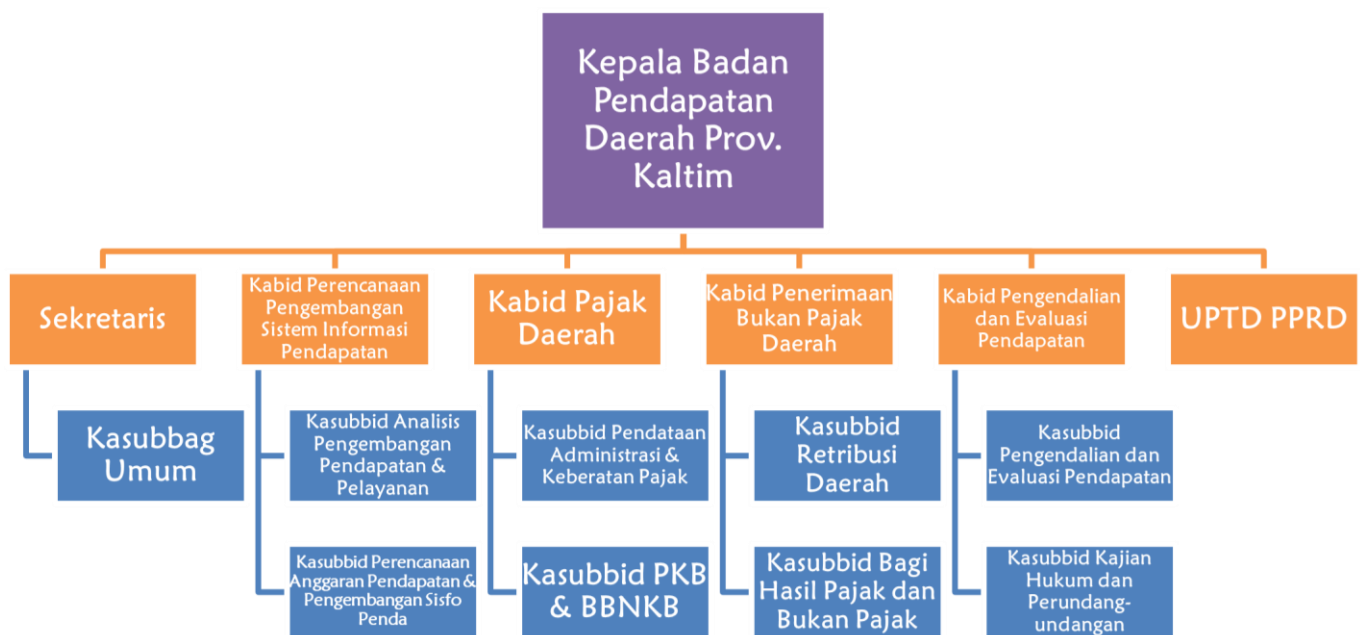 Kepala Badan
Pendapatan
Daerah Prov.
Kaltim
Sekretaris
Kabid Perencanaan
Pengembangan
Sistem Informasi
Pendapatan
Kabid Pajak
Daerah
Kabid Penerimaan
Bukan Pajak
Daerah
Kabid Pengendalian
dan Evaluasi
Pendapatan
UPTD PPRD
Kasubbag
Umum
Kasubbid Analisis
Pengembangan
Pendapatan &
Pelayanan
Kasubbid Pendataan
Administrasi &
Keberatan Pajak
Kasubbid
Retribusi
Daerah
Kasubbid
Pengendalian dan
Evaluasi Pendapatan
Kasubbid Perencanaan
Anggaran Pendapatan &
Pengembangan Sisfo
Penda
Kasubbid PKB
& BBNKB
Kasubbid Bagi
Hasil Pajak dan
Bukan Pajak
Kasubbid Kajian
Hukum dan
Perundang-
undangan